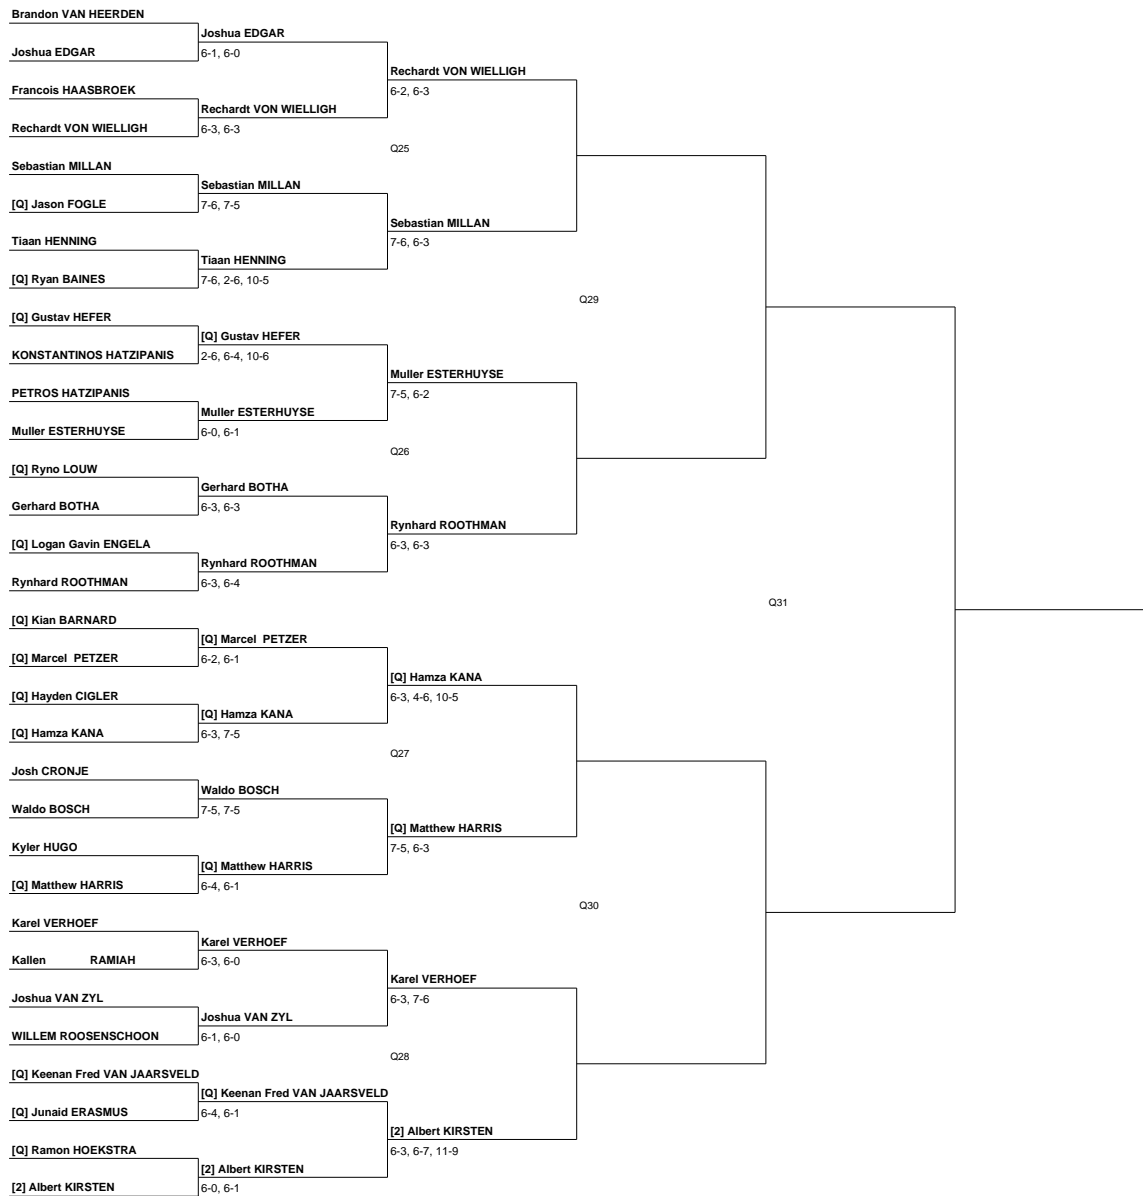 Brandon VAN HEERDEN
Joshua EDGAR
Joshua EDGAR
6-1, 6-0
Rechardt VON WIELLIGH
6-2, 6-3
Francois HAASBROEK
Rechardt VON WIELLIGH
Rechardt VON WIELLIGH
6-3, 6-3
Q25
Sebastian MILLAN
Sebastian MILLAN
[Q] Jason FOGLE
7-6, 7-5
Sebastian MILLAN
7-6, 6-3
Tiaan HENNING
Tiaan HENNING
[Q] Ryan BAINES
7-6, 2-6, 10-5
Q29
[Q] Gustav HEFER
[Q] Gustav HEFER
KONSTANTINOS HATZIPANIS
2-6, 6-4, 10-6
Muller ESTERHUYSE
7-5, 6-2
PETROS HATZIPANIS
Muller ESTERHUYSE
Muller ESTERHUYSE
6-0, 6-1
Q26
[Q] Ryno LOUW
Gerhard BOTHA
Gerhard BOTHA
6-3, 6-3
Rynhard ROOTHMAN
6-3, 6-3
[Q] Logan Gavin ENGELA
Rynhard ROOTHMAN
Rynhard ROOTHMAN
6-3, 6-4
Q31
[Q] Kian BARNARD
[Q] Marcel PETZER
[Q] Marcel PETZER
6-2, 6-1
[Q] Hamza KANA
6-3, 4-6, 10-5
[Q] Hayden CIGLER
[Q] Hamza KANA
[Q] Hamza KANA
6-3, 7-5
Q27
Josh CRONJE
Waldo BOSCH
Waldo BOSCH
7-5, 7-5
[Q] Matthew HARRIS
7-5, 6-3
Kyler HUGO
[Q] Matthew HARRIS
[Q] Matthew HARRIS
6-4, 6-1
Q30
Karel VERHOEF
Karel VERHOEF
Kallen RAMIAH
6-3, 6-0
Karel VERHOEF
6-3, 7-6
Joshua VAN ZYL
Joshua VAN ZYL
WILLEM ROOSENSCHOON
6-1, 6-0
Q28
[Q] Keenan Fred VAN JAARSVELD
[Q] Keenan Fred VAN JAARSVELD
[Q] Junaid ERASMUS
6-4, 6-1
[2] Albert KIRSTEN
6-3, 6-7, 11-9
[Q] Ramon HOEKSTRA
[2] Albert KIRSTEN
[2] Albert KIRSTEN
6-0, 6-1